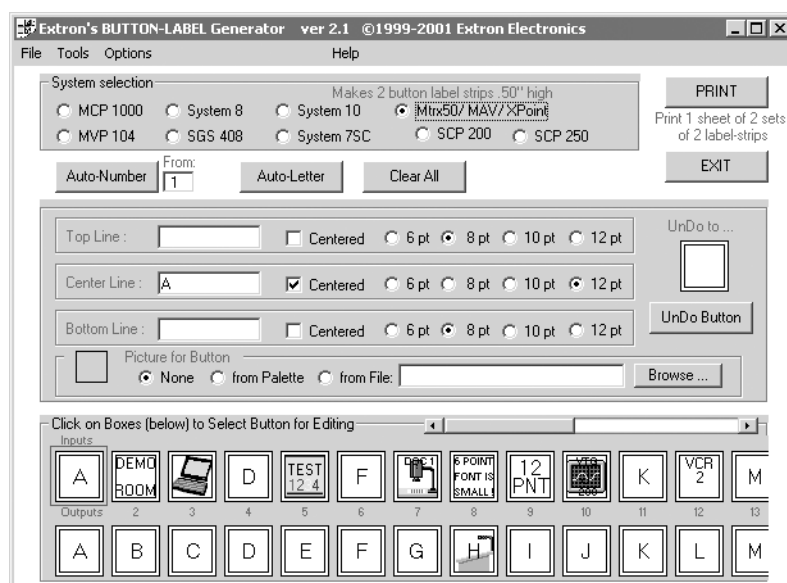 Extron's BUTTON-LABEL Generator ver 2.1 ©1999-2001 Extron Electronics
File Tools Options Help
System selection
Makes 2 button label strips .50" high
MCP 1000 System 8 System 10 Mtrx50/ MAV/ XPoint
MVP 104 SGS 408 System 7SC SCP 200 SCP 250
PRINT
Print 1 sheet of 2 sets
of 2 label-strips
EXIT
Auto-Number From: 1 Auto-Letter Clear All
Top Line : Centered 6 pt 8 pt 10 pt 12 pt
Center Line : A Centered 6 pt 8 pt 10 pt 12 pt
Bottom Line : Centered 6 pt 8 pt 10 pt 12 pt
UnDo to ...
UnDo Button
Picture for Button
None from Palette from File: Browse ...
Click on Boxes (below) to Select Button for Editing
Inputs
A DEMO ROOM D TEST 12 4 F DOC 1 6 POINT FONT IS SMALL ! 12 PNT VTG 200 K VCR 2 M
Outputs 2 3 4 5 6 7 8 9 10 11 12 13
A B C D E F G H I J K L M